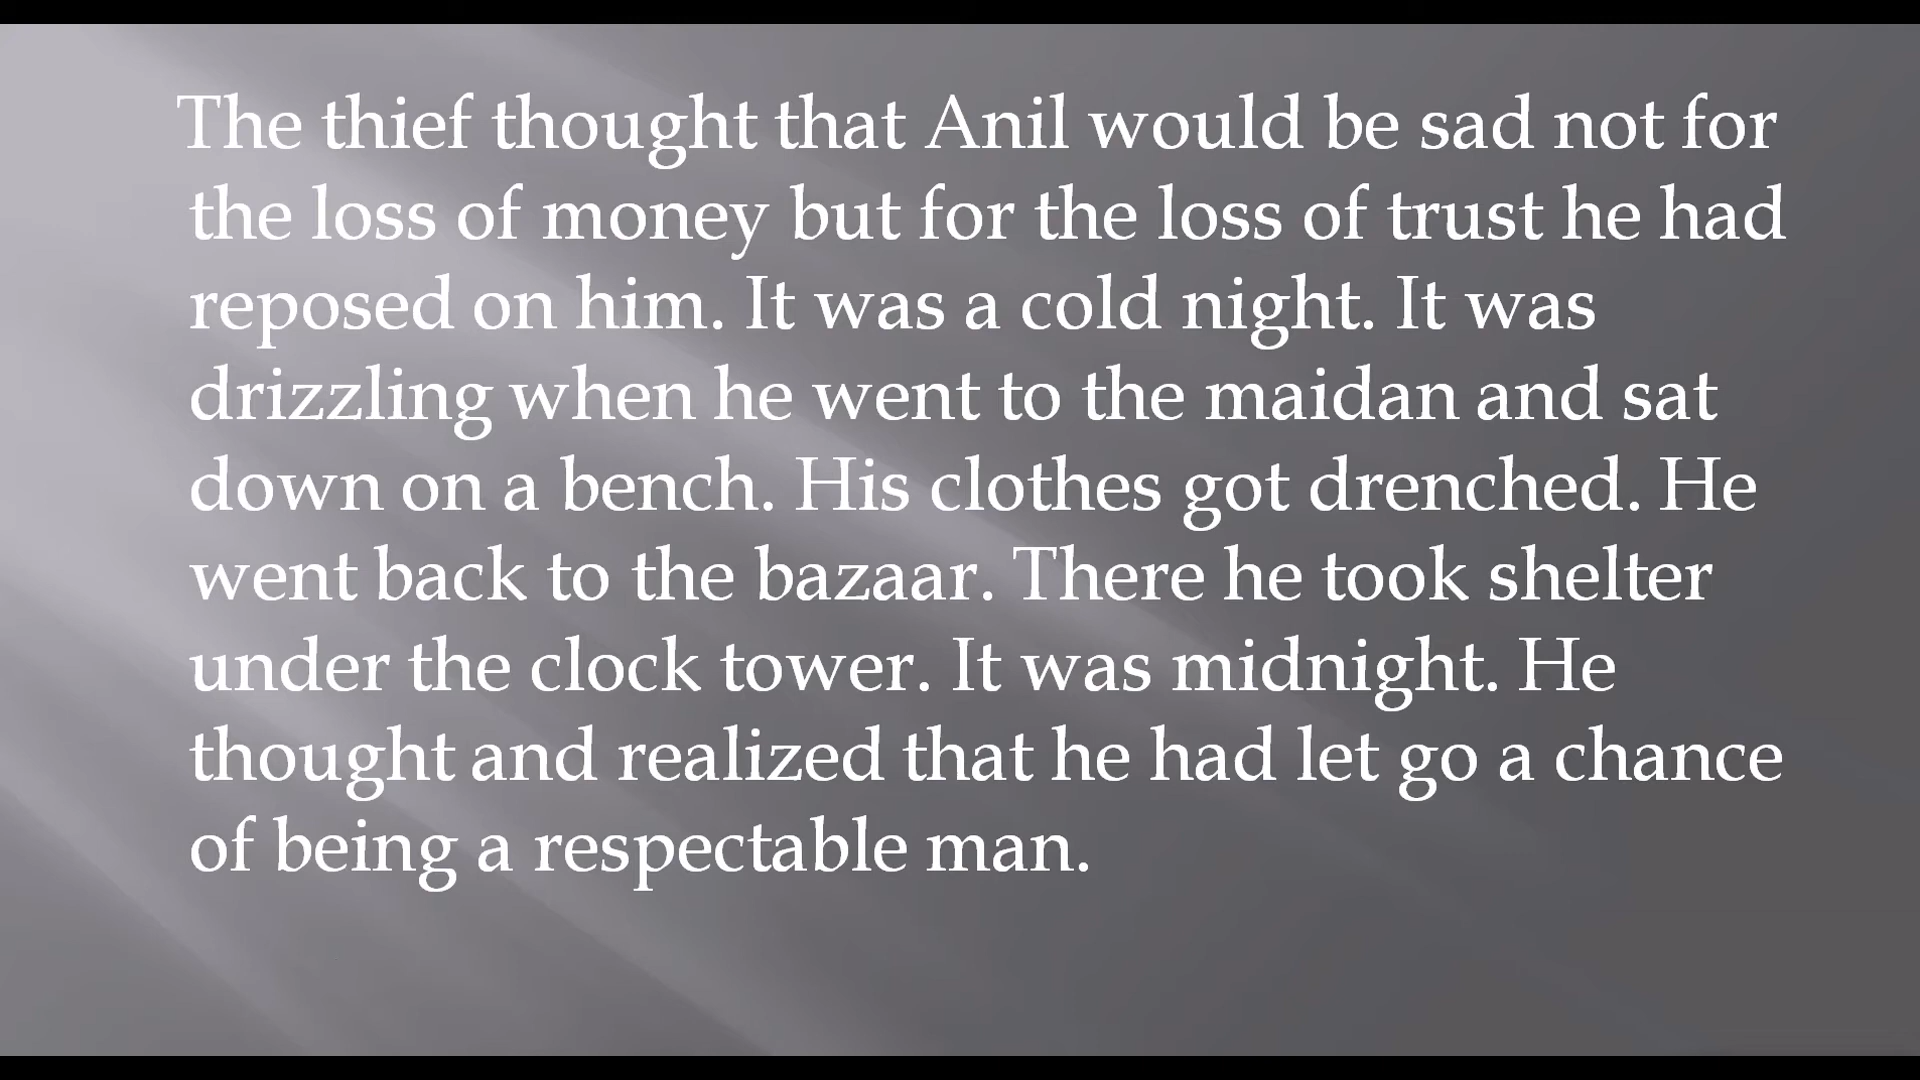 The thief thought that Anil would be sad not for
the loss of money but for the loss of trust he had
reposed on him. It was a cold night. It was
drizzling when he went to the maidan and sat
down on a bench. His clothes got drenched. He
went back to the bazaar. There he took shelter
under the clock tower. It was midnight. He
thought and realized that he had let go a chance
of being a respectable man.